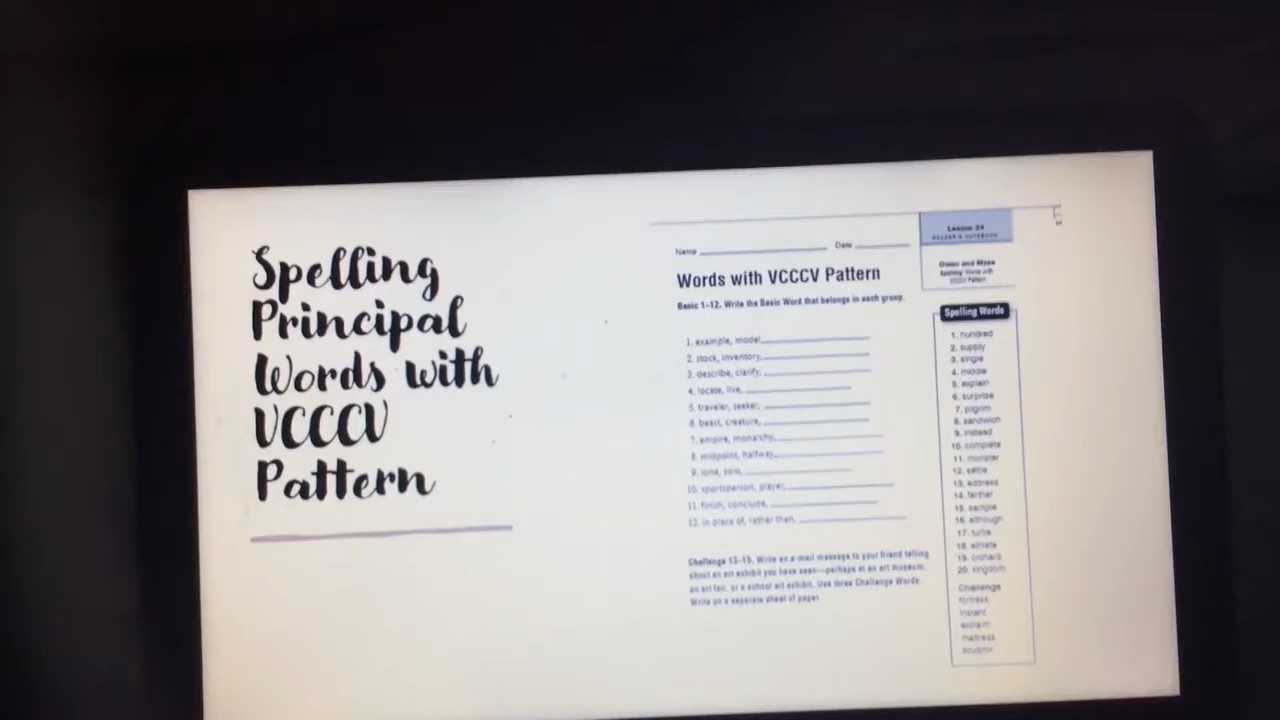 Spelling
Principal
Words with
VCCCV
Pattern
Name
Date
Lesson 24
READER'S NOTEBOOK
Words with VCCCV Pattern
Spelling: Words with
VCCCV Pattern
Basic 1–12. Write the Basic Word that belongs in each group.
1. example, model,
2. stock, inventory,
3. describe, clarify,
4. locate, live,
5. traveler, seeker,
6. beast, creature,
7. empire, monarchy,
8. midpoint, halfway,
9. lone, solo,
10. sportsperson, player,
11. finish, conclude,
12. in place of, rather than,
Challenge 13–15. Write an e-mail message to your friend telling
about an art exhibit you have seen—perhaps at an art museum,
an art fair, or a school art exhibit. Use three Challenge Words.
Write on a separate sheet of paper.
Spelling Words
1. hundred
2. supply
3. single
4. middle
5. explain
6. surprise
7. pilgrim
8. sandwich
9. instead
10. complete
11. monster
12. settle
13. address
14. farther
15. sample
16. although
17. turtle
18. athlete
19. orchard
20. kingdom
Challenge
fortress
instant
exclaim
mattress
sculptor